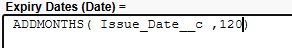 Expiry Dates (Date) =
ADDMONTHS( Issue_Date__c ,120)